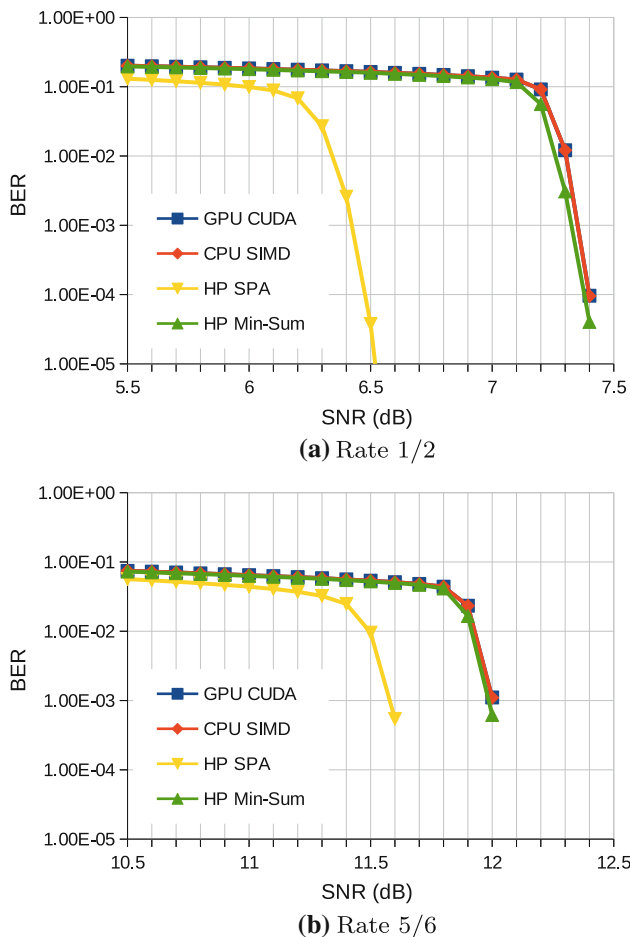 1.00E+00
1.00E-01
1.00E-02
1.00E-03
1.00E-04
1.00E-05
BER
GPU CUDA
CPU SIMD
HP SPA
HP Min-Sum
5.5 6 6.5 7 7.5
SNR (dB)
(a) Rate 1/2
1.00E+00
1.00E-01
1.00E-02
1.00E-03
1.00E-04
1.00E-05
BER
GPU CUDA
CPU SIMD
HP SPA
HP Min-Sum
10.5 11 11.5 12 12.5
SNR (dB)
(b) Rate 5/6